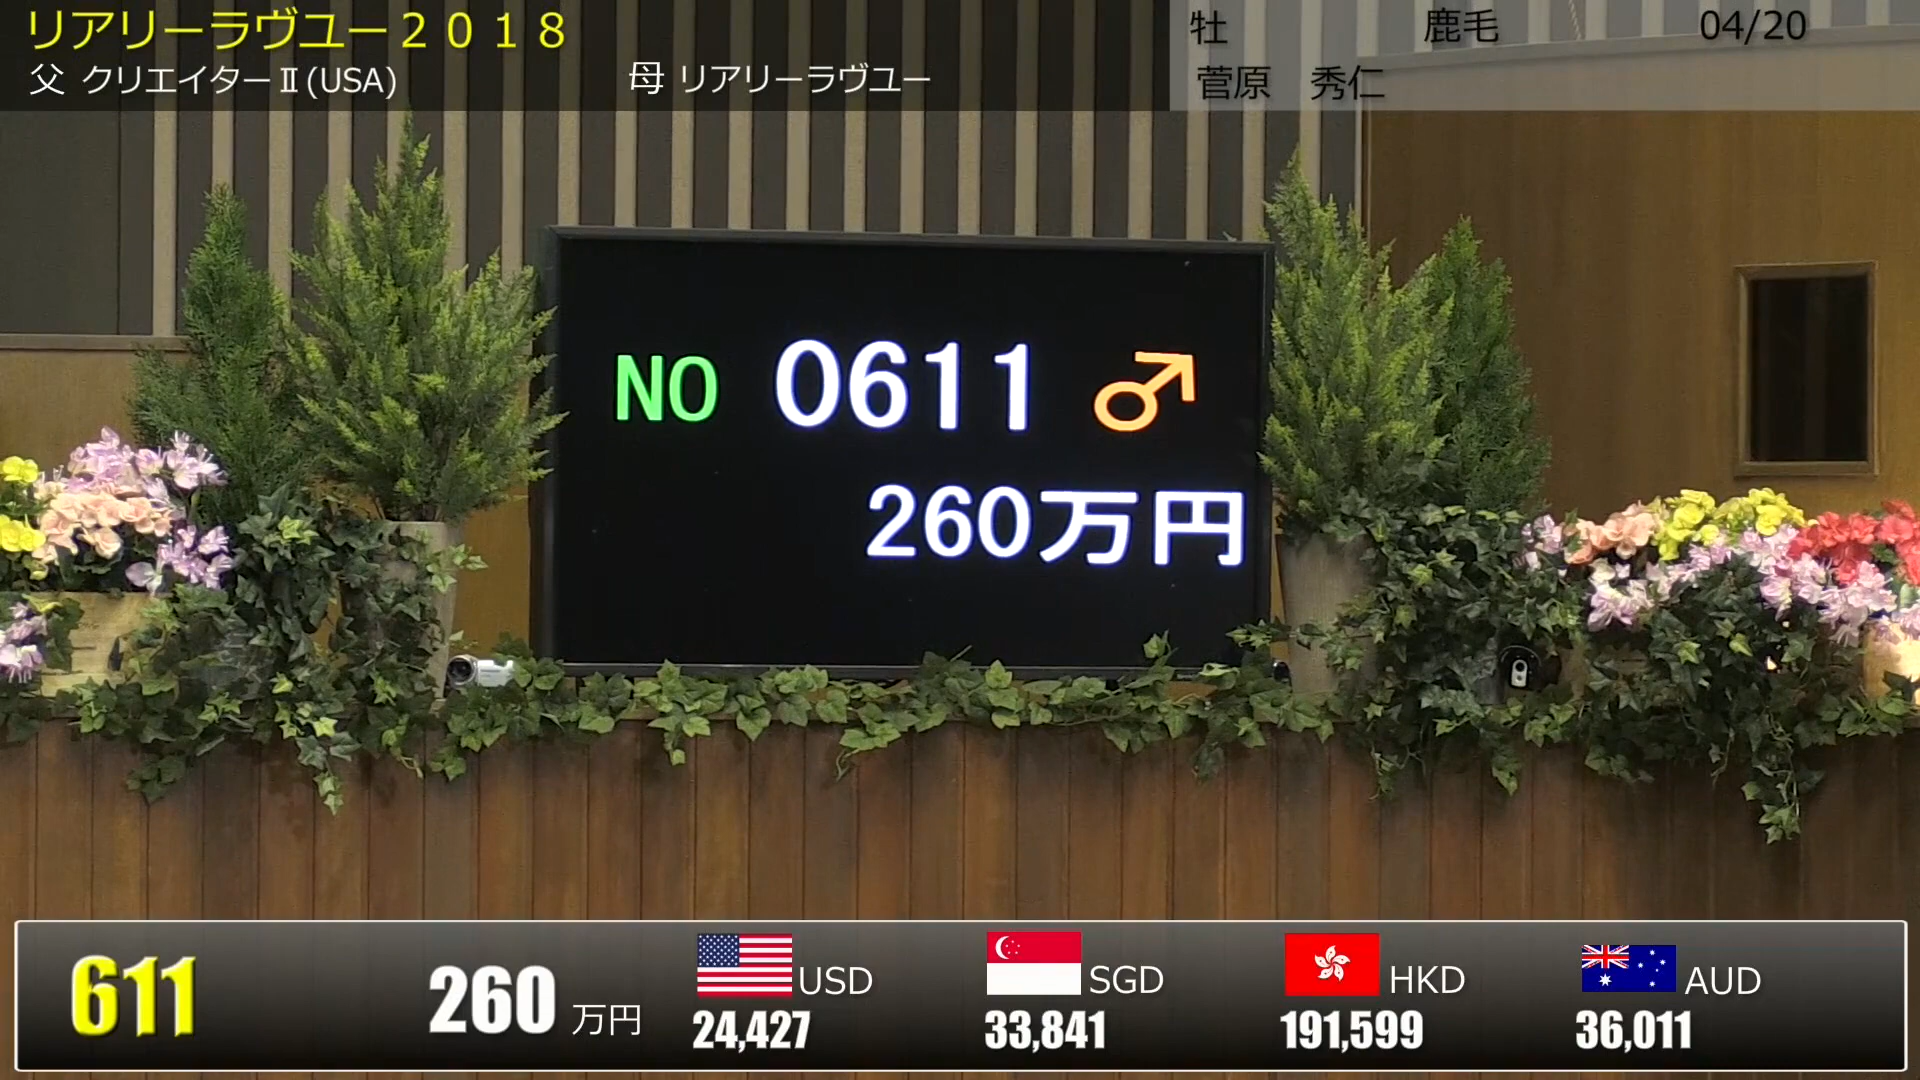 リアリーラヴユー２０１８
父 クリエイターⅡ(USA) 母 リアリーラヴユー
牡 鹿毛 04/20
菅原 秀仁
NO 0611 ♂
260万円
611 260 万円
USD 24,427
SGD 33,841
HKD 191,599
AUD 36,011